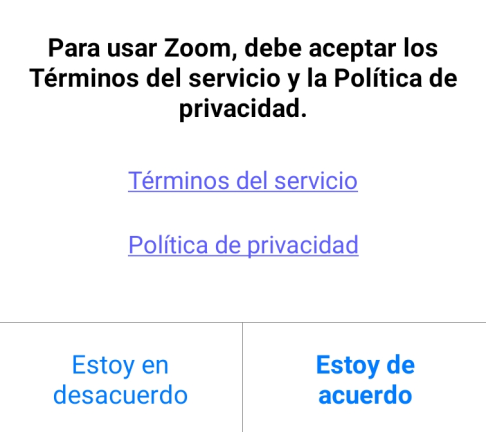 Para usar Zoom, debe aceptar los
Términos del servicio y la Política de
privacidad.
Términos del servicio
Política de privacidad
Estoy en
desacuerdo
Estoy de
acuerdo